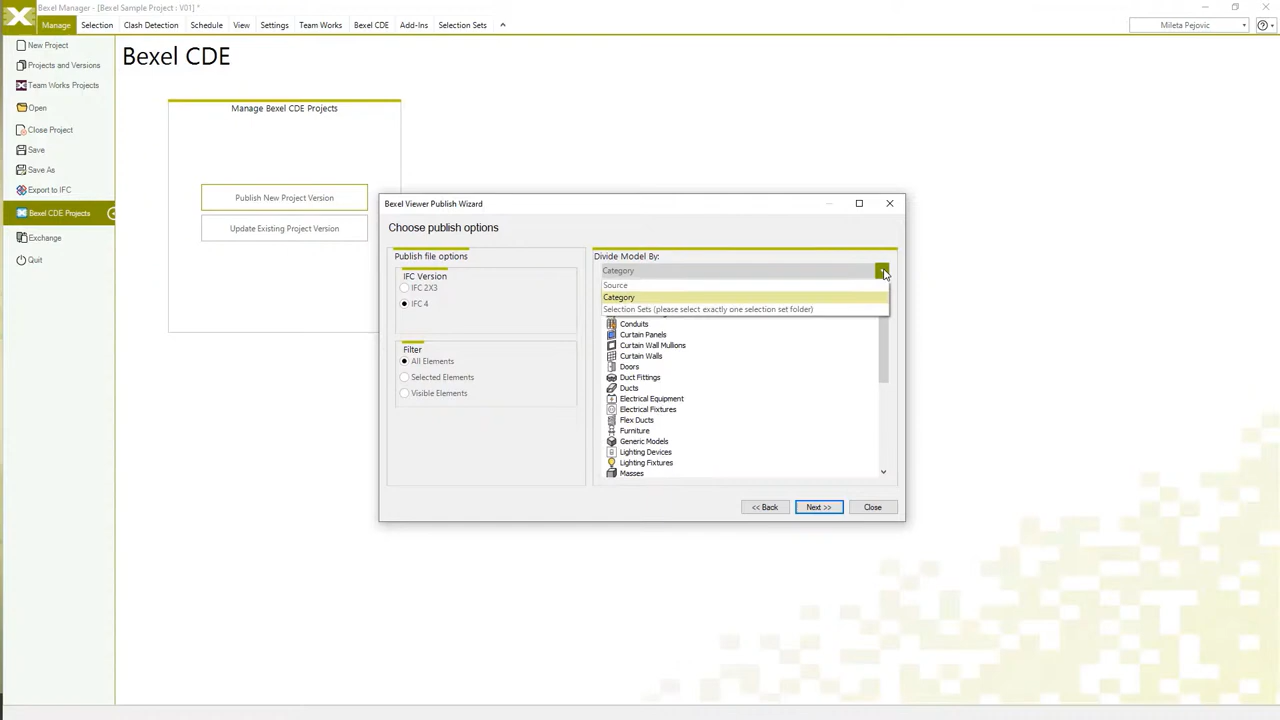 Bexel Manager - [Bexel Sample Project : V01] *
Manage Selection Clash Detection Schedule View Settings Team Works Bexel CDE Add-Ins Selection Sets
Mileta Pejovic
New Project
Projects and Versions
Team Works Projects
Open
Close Project
Save
Save As
Export to IFC
Bexel CDE Projects
Exchange
Quit
Bexel CDE
Manage Bexel CDE Projects
Publish New Project Version
Update Existing Project Version
Bexel Viewer Publish Wizard
Choose publish options
Publish file options
IFC Version
IFC 2X3
IFC 4
Filter
All Elements
Selected Elements
Visible Elements
Divide Model By:
Category
Source
Category
Selection Sets (please select exactly one selection set folder)
Conduits
Curtain Panels
Curtain Wall Mullions
Curtain Walls
Doors
Duct Fittings
Ducts
Electrical Equipment
Electrical Fixtures
Flex Ducts
Furniture
Generic Models
Lighting Devices
Lighting Fixtures
Masses
<< Back
Next >>
Close